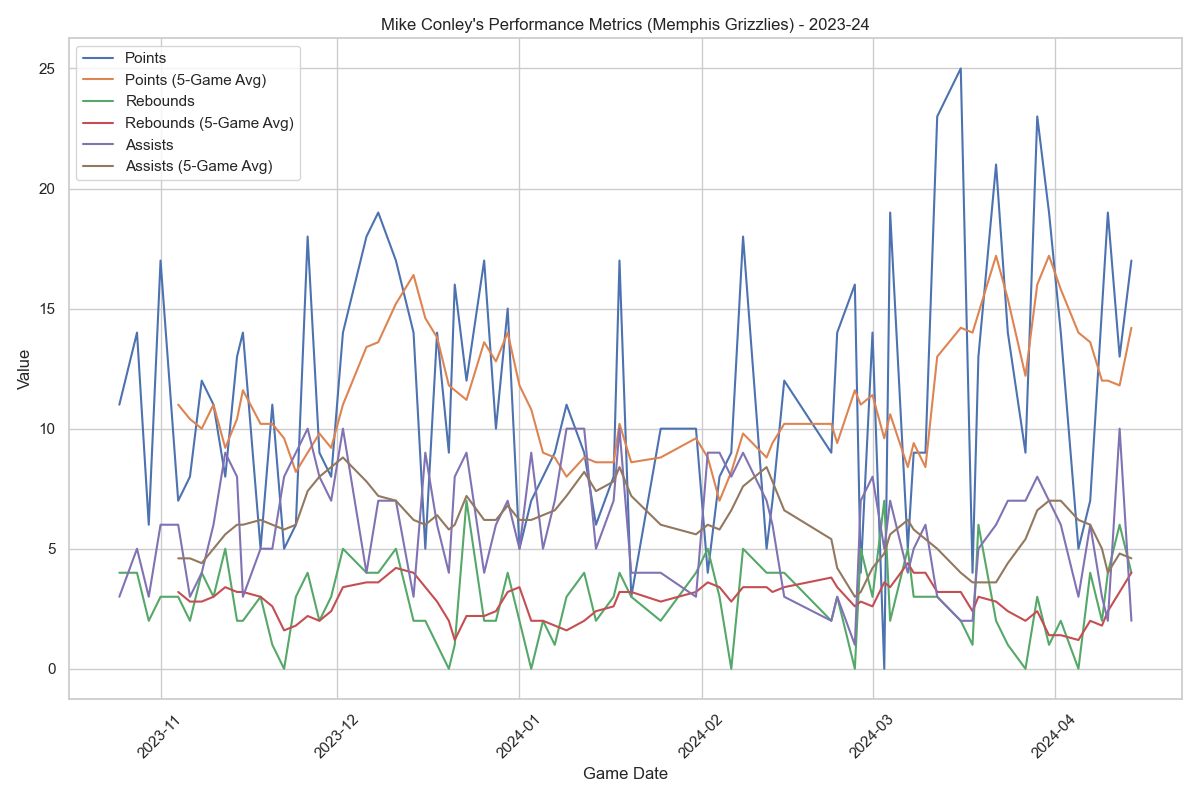 Mike Conley's Performance Metrics (Memphis Grizzlies) - 2023-24
Points
Points (5-Game Avg)
Rebounds
Rebounds (5-Game Avg)
Assists
Assists (5-Game Avg)
25
20
15
10
5
0
Value
2023-11
2023-12
2024-01
2024-02
2024-03
2024-04
Game Date